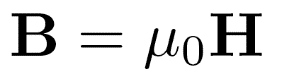 𝐁 = μ₀𝐇